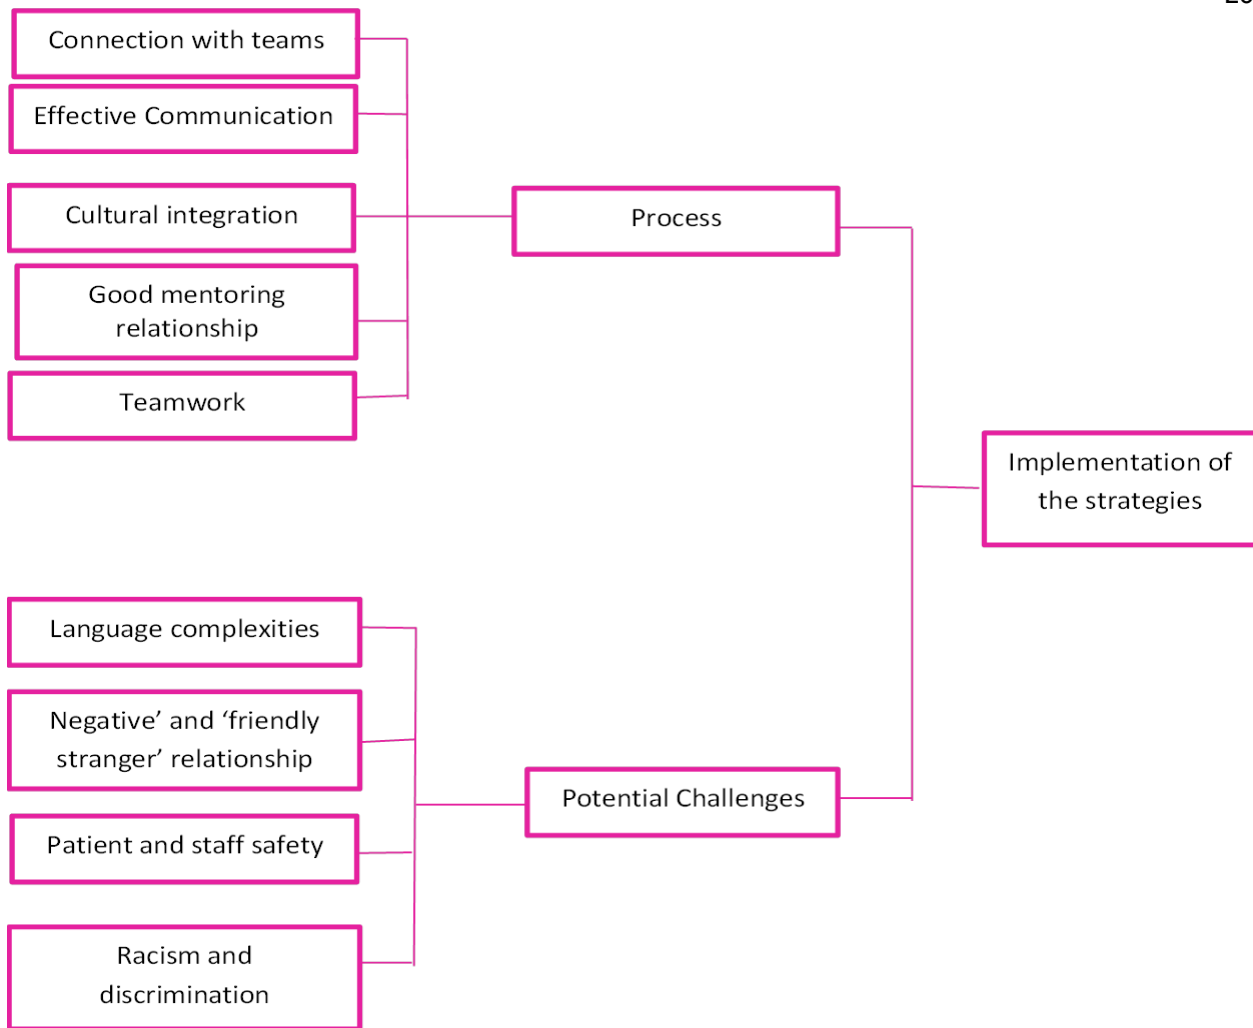 Connection with teams
Effective Communication
Cultural integration
Process
Good mentoring
relationship
Teamwork
Implementation of
the strategies
Language complexities
Negative’ and ‘friendly
stranger’ relationship
Potential Challenges
Patient and staff safety
Racism and
discrimination